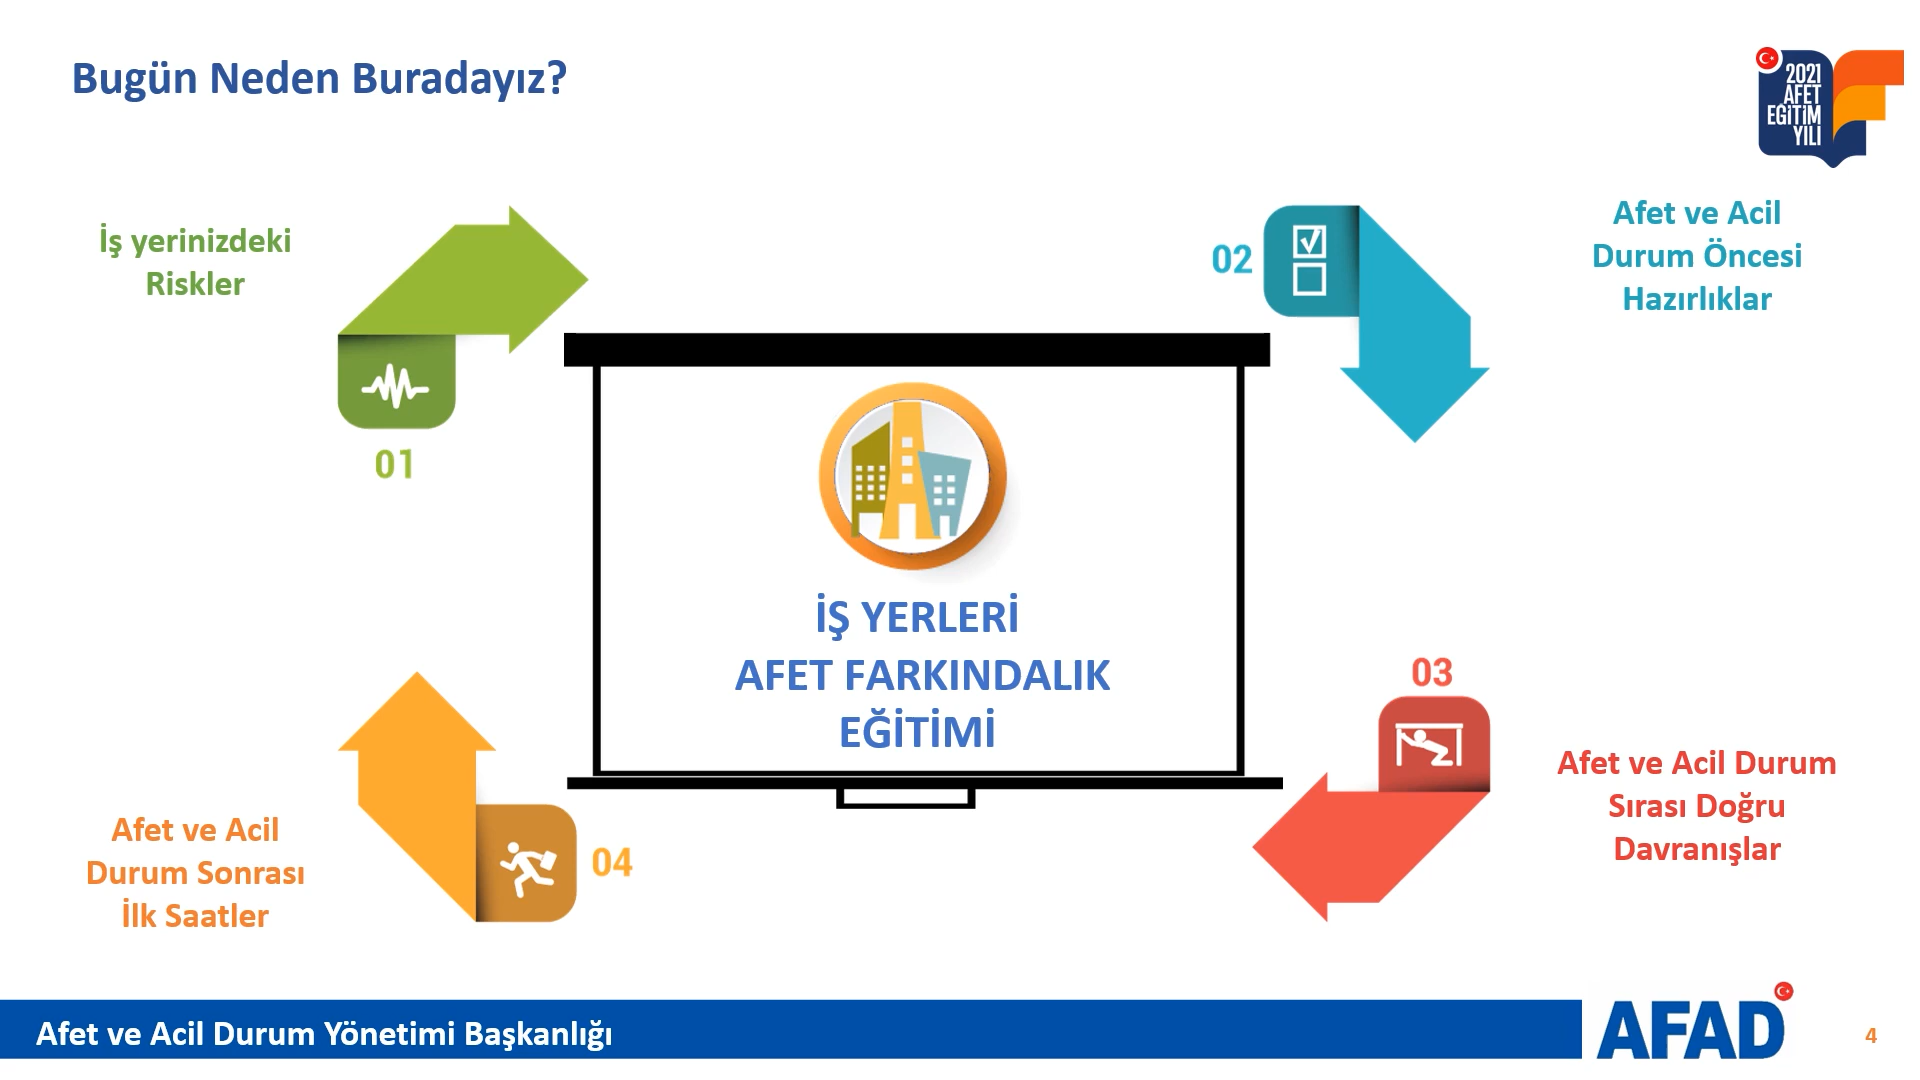 Bugün Neden Buradayız?
2021
AFET
EĞİTİM
YILI
İş yerinizdeki
Riskler
01
02
Afet ve Acil
Durum Öncesi
Hazırlıklar
İŞ YERLERİ
AFET FARKINDALIK
EĞİTİMİ
03
Afet ve Acil Durum
Sırası Doğru
Davranışlar
Afet ve Acil
Durum Sonrası
İlk Saatler
04
Afet ve Acil Durum Yönetimi Başkanlığı
AFAD
4